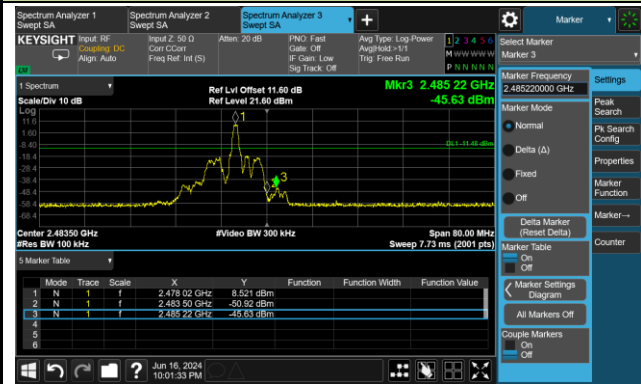 Spectrum Analyzer 1
Swept SA
Spectrum Analyzer 2
Swept SA
Spectrum Analyzer 3
Swept SA
Marker
KEYSIGHT
Input: RF
Coupling: DC
Align: Auto
Input Z: 50 Ω
Corr CCorr
Freq Ref: Int (S)
Atten: 20 dB
PNO: Fast
Gate: Off
IF Gain: Low
Sig Track: Off
Avg Type: Log-Power
Avg|Hold:>1/1
Trig: Free Run
1 2 3 4 5 6
M W W W W W
P N N N N N
LW
Select Marker
Marker 3
1 Spectrum
Scale/Div 10 dB
Ref Lvl Offset 11.60 dB
Ref Level 21.60 dBm
Mkr3 2.485 22 GHz
-45.63 dBm
Log
11.6
1.60
-8.40
-18.4
-28.4
-38.4
-48.4
-58.4
-68.4
1
3
DL1 -11.48 dBm
Center 2.48350 GHz
#Res BW 100 kHz
#Video BW 300 kHz
Span 80.00 MHz
Sweep 7.73 ms (2001 pts)
5 Marker Table
Mode Trace Scale X Y Function Function Width Function Value
1 N 1 f 2.478 02 GHz 8.521 dBm
2 N 1 f 2.483 50 GHz -50.92 dBm
3 N 1 f 2.485 22 GHz -45.63 dBm
4
5
6
Marker Frequency
2.485220000 GHz
Marker Mode
Normal
Delta (Δ)
Fixed
Off
Delta Marker
(Reset Delta)
Marker Table
On
Off
Marker Settings
Diagram
All Markers Off
Couple Markers
On
Off
Settings
Peak
Search
Pk Search
Config
Properties
Marker
Function
Marker→
Counter
Jun 16, 2024
10:01:33 PM